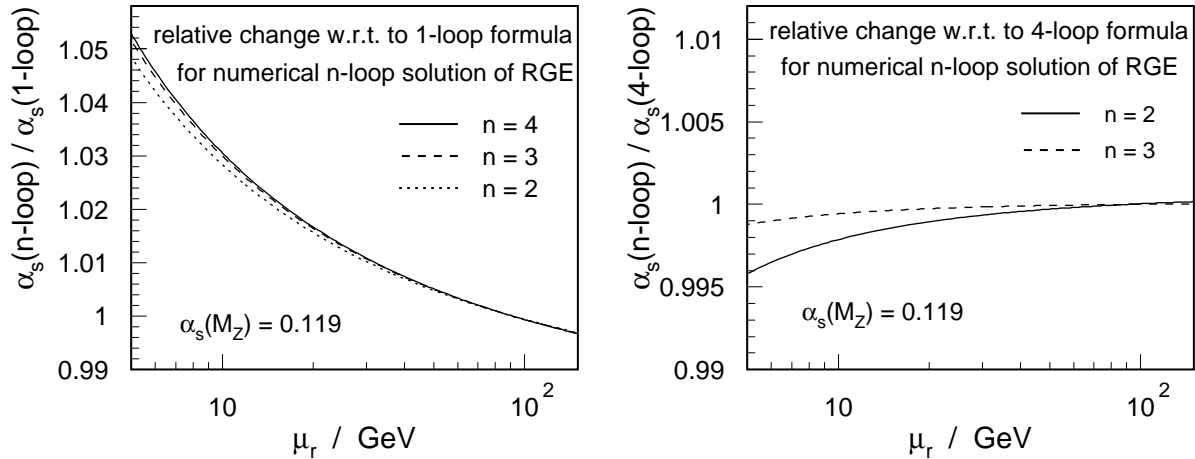 α_s(n-loop) / α_s(1-loop)
1.05
1.04
1.03
1.02
1.01
1
0.99
relative change w.r.t. to 1-loop formula
for numerical n-loop solution of RGE
n = 4
n = 3
n = 2
α_s(M_Z) = 0.119
10
10^2
μ_r / GeV
α_s(n-loop) / α_s(4-loop)
1.01
1.005
1
0.995
0.99
relative change w.r.t. to 4-loop formula
for numerical n-loop solution of RGE
n = 2
n = 3
α_s(M_Z) = 0.119
10
10^2
μ_r / GeV